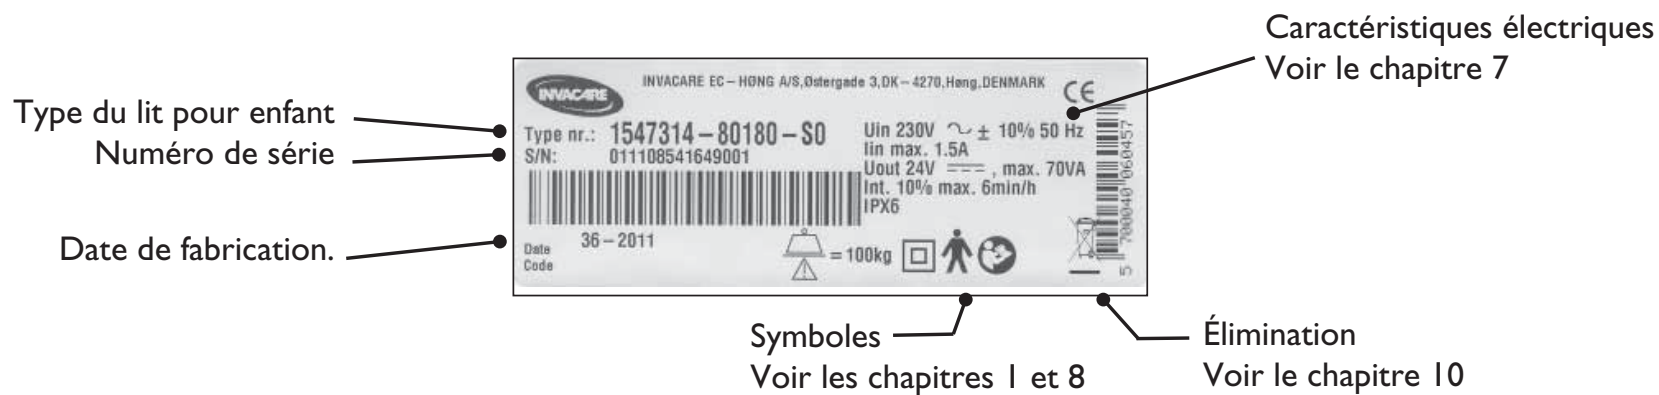 Caractéristiques électriques
Voir le chapitre 7
INVACARE
INVACARE EC – HØNG A/S,Østergade 3,DK – 4270,Høng,DENMARK
CE
Type du lit pour enfant
Numéro de série
Type nr.: 1547314 – 80180 – S0
S/N: 011108541649001
Uin 230V ∿ ± 10% 50 Hz
Iin max. 1.5A
Uout 24V ⎓ , max. 70VA
Int. 10% max. 6min/h
IPX6
5 700040 060457
Date de fabrication.
Date
Code
36 – 2011
= 100kg
Symboles
Voir les chapitres 1 et 8
Élimination
Voir le chapitre 10